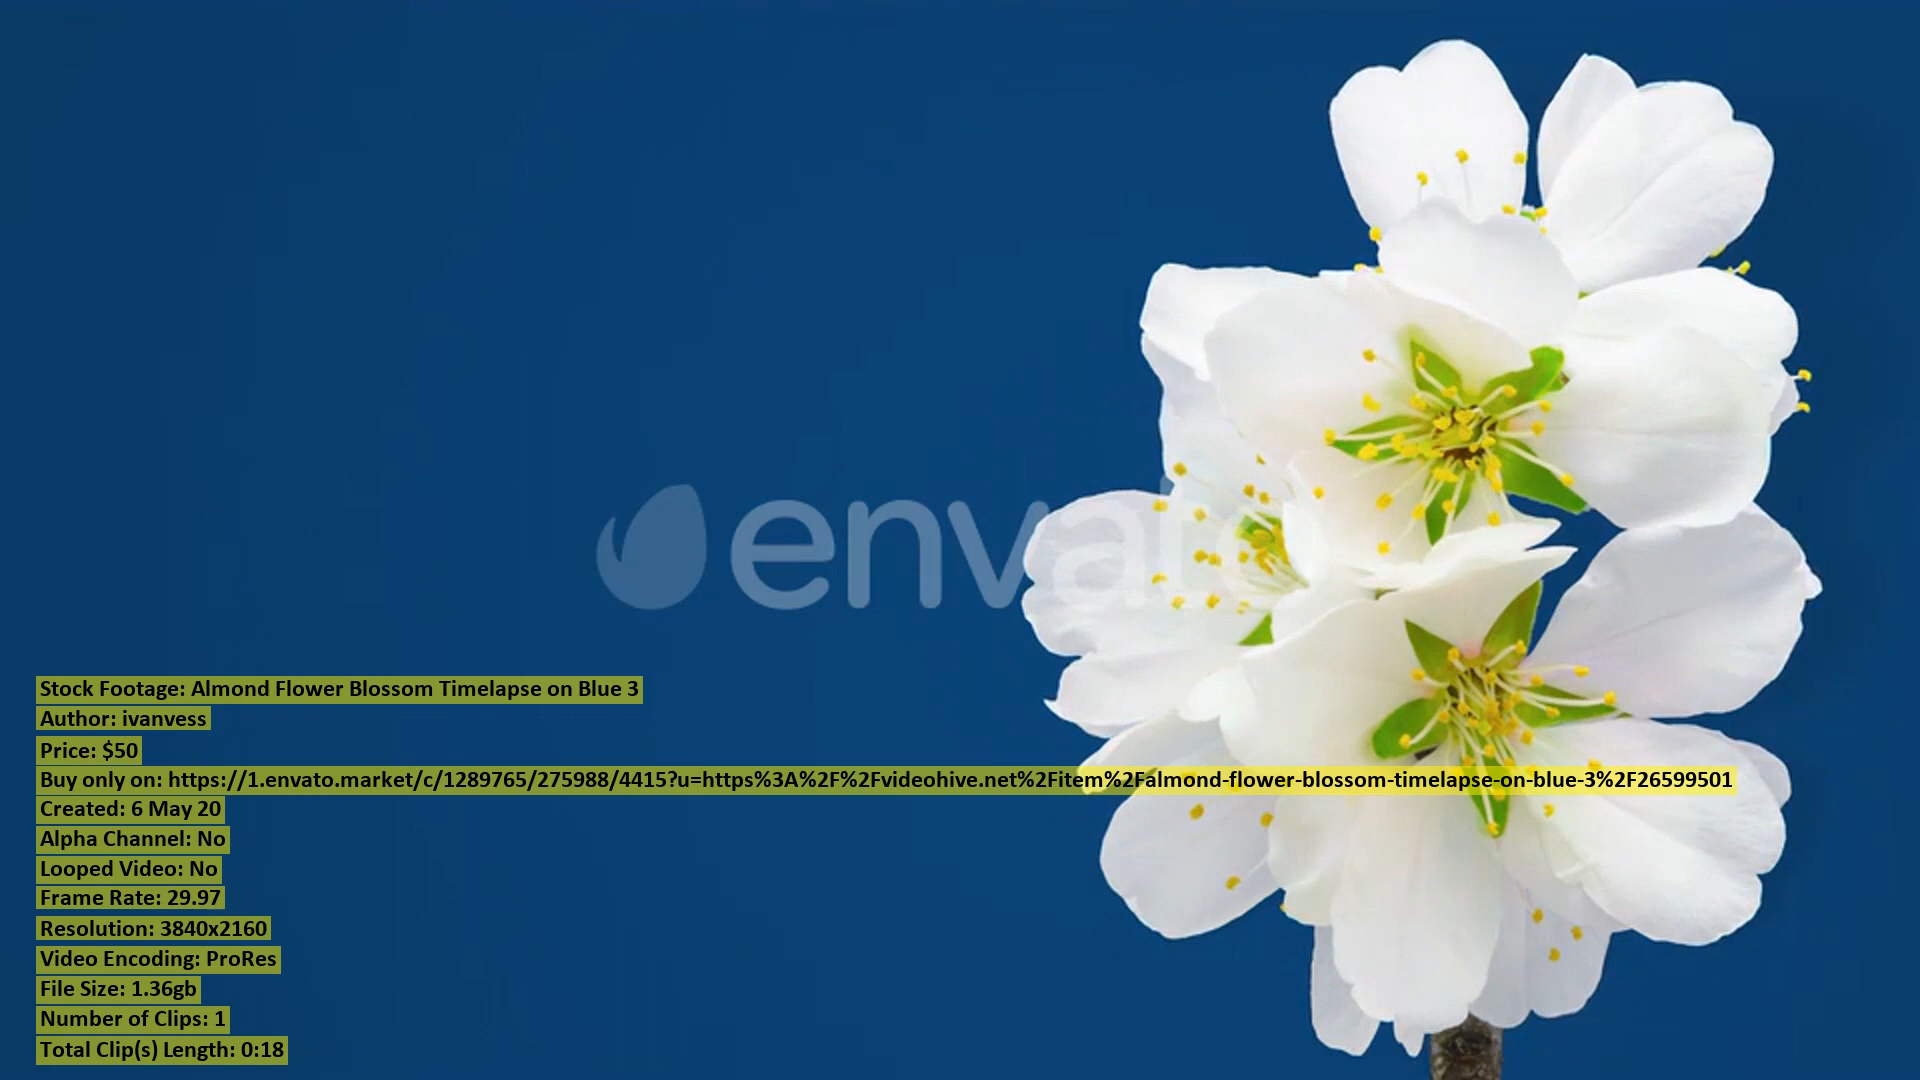 envato
Stock Footage: Almond Flower Blossom Timelapse on Blue 3
Author: ivanvess
Price: $50
Buy only on: https://1.envato.market/c/1289765/275988/4415?u=https%3A%2F%2Fvideohive.net%2Fitem%2Falmond-flower-blossom-timelapse-on-blue-3%2F26599501
Created: 6 May 20
Alpha Channel: No
Looped Video: No
Frame Rate: 29.97
Resolution: 3840x2160
Video Encoding: ProRes
File Size: 1.36gb
Number of Clips: 1
Total Clip(s) Length: 0:18